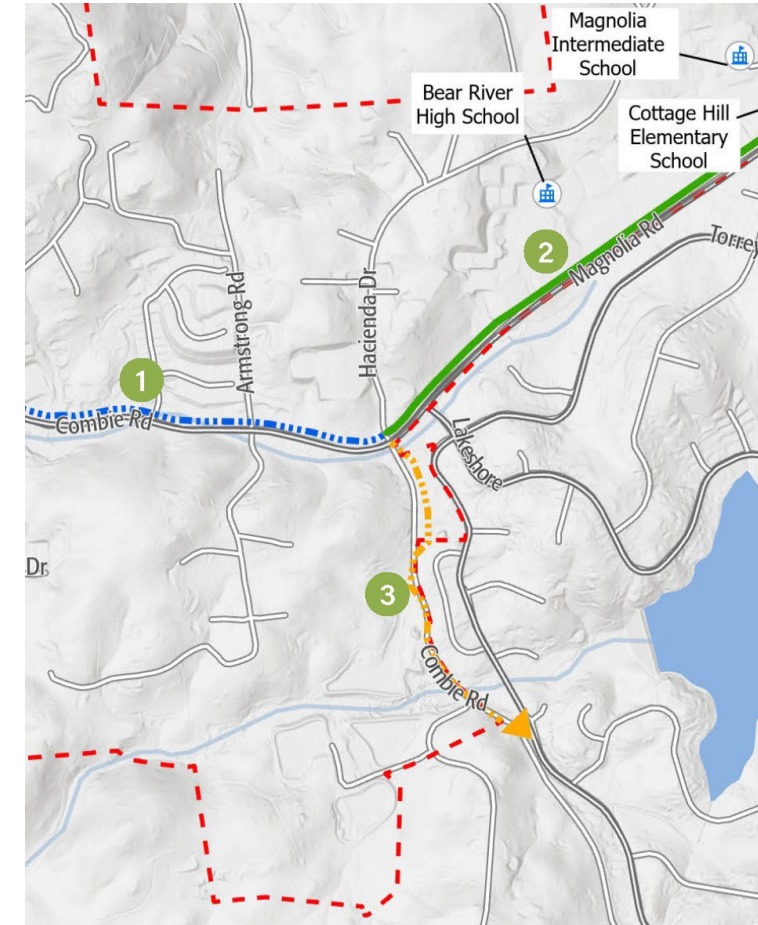 Magnolia
Intermediate
School
Bear River
High School
Cottage Hill
Elementary
School
2
Magnolia Rd
Torrey
Hacienda Dr
Armstrong Rd
1
Combie Rd
Lakeshore
Dr
3
Combie Rd